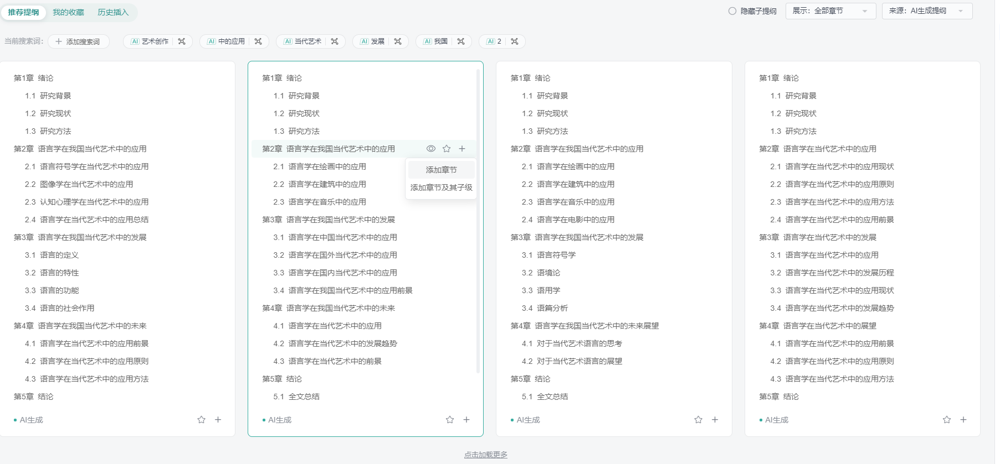 推荐提纲 我的收藏 历史插入 隐藏子提纲 展示：全部章节 来源：AI生成提纲
当前搜索词： 添加搜索词 AI 艺术创作 AI 中的应用 AI 当代艺术 AI 发展 AI 我国 AI 2
第1章 绪论
1.1 研究背景
1.2 研究现状
1.3 研究方法
第2章 语言学在我国当代艺术中的应用
2.1 语言符号学在当代艺术中的应用
2.2 图像学在当代艺术中的应用
2.3 认知心理学在当代艺术中的应用
2.4 语言学在当代艺术中的应用总结
第3章 语言学在我国当代艺术中的发展
3.1 语言的定义
3.2 语言的特性
3.3 语言的功能
3.4 语言的社会作用
第4章 语言学在我国当代艺术中的未来
4.1 语言学在当代艺术中的应用前景
4.2 语言学在当代艺术中的应用原则
4.3 语言学在当代艺术中的应用方法
第5章 结论
AI生成
第1章 绪论
1.1 研究背景
1.2 研究现状
1.3 研究方法
第2章 语言学在我国当代艺术中的应用
2.1 语言学在绘画中的应用
2.2 语言学在建筑中的应用
2.3 语言学在音乐中的应用
添加章节
添加章节及其子级
第3章 语言学在我国当代艺术中的发展
3.1 语言学在中国当代艺术中的应用
3.2 语言学在国外当代艺术中的应用
3.3 语言学在国内当代艺术中的应用
3.4 语言学在我国当代艺术中的应用前景
第4章 语言学在我国当代艺术中的未来
4.1 语言学在当代艺术中的应用
4.2 语言学在当代艺术中的发展趋势
4.3 语言学在当代艺术中的前景
第5章 结论
5.1 全文总结
AI生成
第1章 绪论
1.1 研究背景
1.2 研究现状
1.3 研究方法
第2章 语言学在我国当代艺术中的应用
2.1 语言学在绘画中的应用
2.2 语言学在建筑中的应用
2.3 语言学在音乐中的应用
2.4 语言学在电影中的应用
第3章 语言学在我国当代艺术中的发展
3.1 语言符号学
3.2 语境论
3.3 语用学
3.4 语篇分析
第4章 语言学在我国当代艺术中的未来展望
4.1 对于当代艺术语言的思考
4.2 对于当代艺术语言的展望
第5章 结论
5.1 全文总结
AI生成
第1章 绪论
1.1 研究背景
1.2 研究现状
1.3 研究方法
第2章 语言学在当代艺术中的应用
2.1 语言学在当代艺术中的应用现状
2.2 语言学在当代艺术中的应用原则
2.3 语言学在当代艺术中的应用方法
2.4 语言学在当代艺术中的应用前景
第3章 语言学在当代艺术中的发展
3.1 语言学在当代艺术中的应用
3.2 语言学在当代艺术中的发展历程
3.3 语言学在当代艺术中的应用现状
3.4 语言学在当代艺术中的发展趋势
第4章 语言学在当代艺术中的展望
4.1 语言学在当代艺术中的应用前景
4.2 语言学在当代艺术中的应用原则
4.3 语言学在当代艺术中的应用方法
第5章 结论
AI生成
点击加载更多